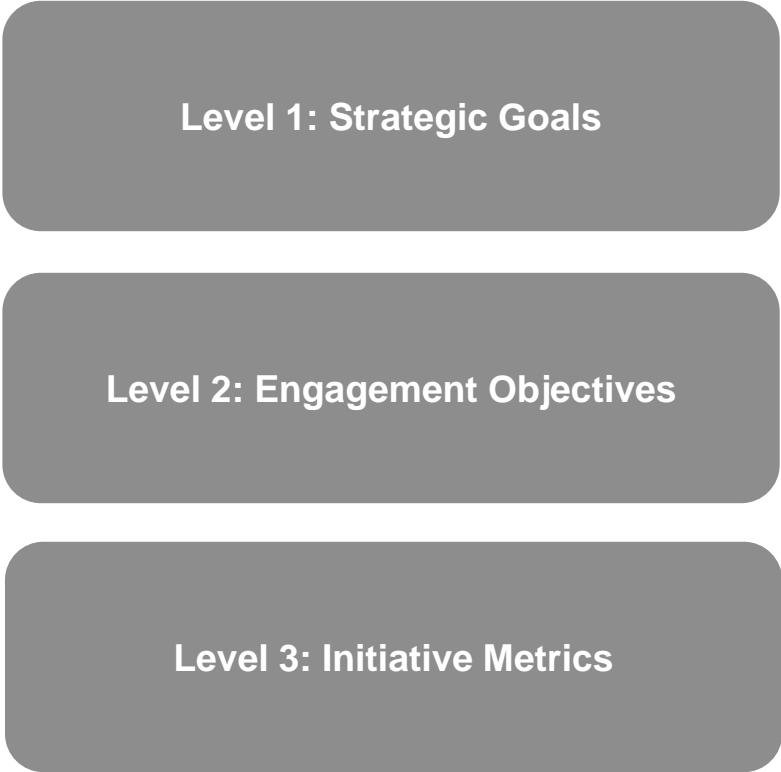 Level 1: Strategic Goals
Level 2: Engagement Objectives
Level 3: Initiative Metrics